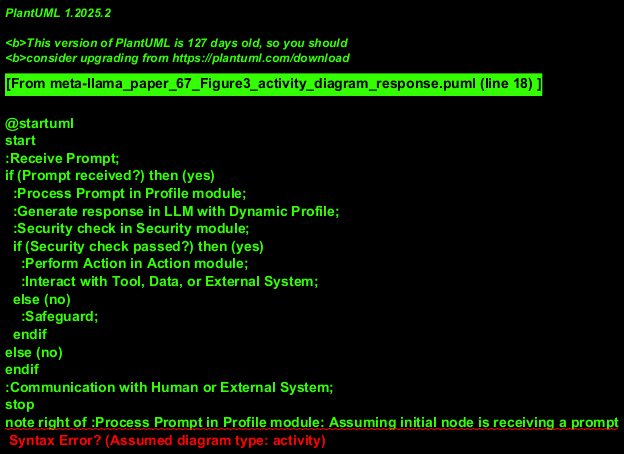 PlantUML 1.2025.2
<b>This version of PlantUML is 127 days old, so you should
<b>consider upgrading from https://plantuml.com/download
[From meta-llama_paper_67_Figure3_activity_diagram_response.puml (line 18) ]
@startuml
start
:Receive Prompt;
if (Prompt received?) then (yes)
:Process Prompt in Profile module;
:Generate response in LLM with Dynamic Profile;
:Security check in Security module;
if (Security check passed?) then (yes)
:Perform Action in Action module;
:Interact with Tool, Data, or External System;
else (no)
:Safeguard;
endif
else (no)
endif
:Communication with Human or External System;
stop
note right of :Process Prompt in Profile module: Assuming initial node is receiving a prompt
Syntax Error? (Assumed diagram type: activity)